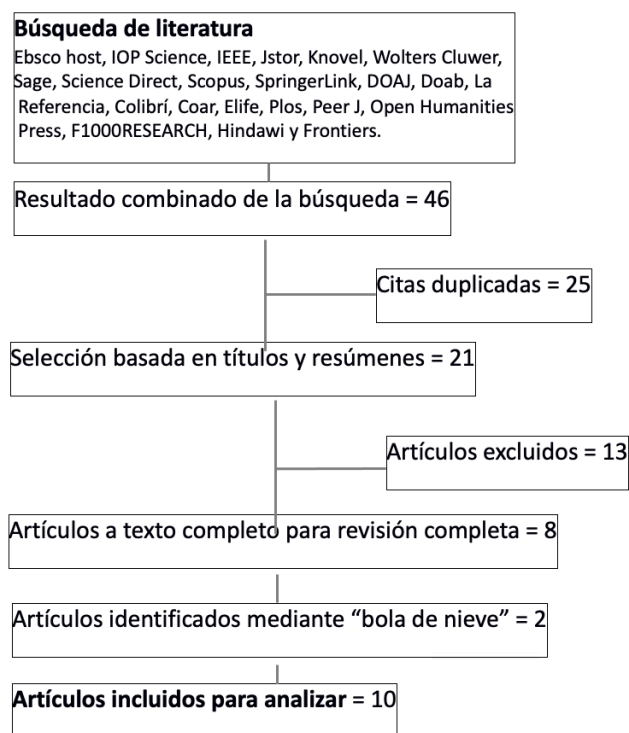 Búsqueda de literatura
Ebsco host, IOP Science, IEEE, Jstor, Knovel, Wolters Cluwer,
Sage, Science Direct, Scopus, SpringerLink, DOAJ, Doab, La
Referencia, Colibrí, Coar, Elife, Plos, Peer J, Open Humanities
Press, F1000RESEARCH, Hindawi y Frontiers.
Resultado combinado de la búsqueda = 46
Citas duplicadas = 25
Selección basada en títulos y resúmenes = 21
Artículos excluidos = 13
Artículos a texto completo para revisión completa = 8
Artículos identificados mediante “bola de nieve” = 2
Artículos incluidos para analizar = 10